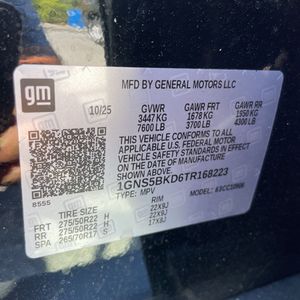 gm
MFD BY GENERAL MOTORS LLC
10/25
GVWR GAWR FRT GAWR RR
3447 KG 1678 KG 1950 KG
7600 LB 3700 LB 4300 LB
THIS VEHICLE CONFORMS TO ALL
APPLICABLE U.S. FEDERAL MOTOR
VEHICLE SAFETY STANDARDS IN EFFECT
ON THE DATE OF MANUFACTURE
SHOWN ABOVE.
1GNS5BKD6TR168223
TYPE: MPV MODEL:
8555
TIRE SIZE RIM
FRT 275/50R22 H 22X9J
RR 275/50R22 H 22X9J
SPA 265/70R17 S 17X8J